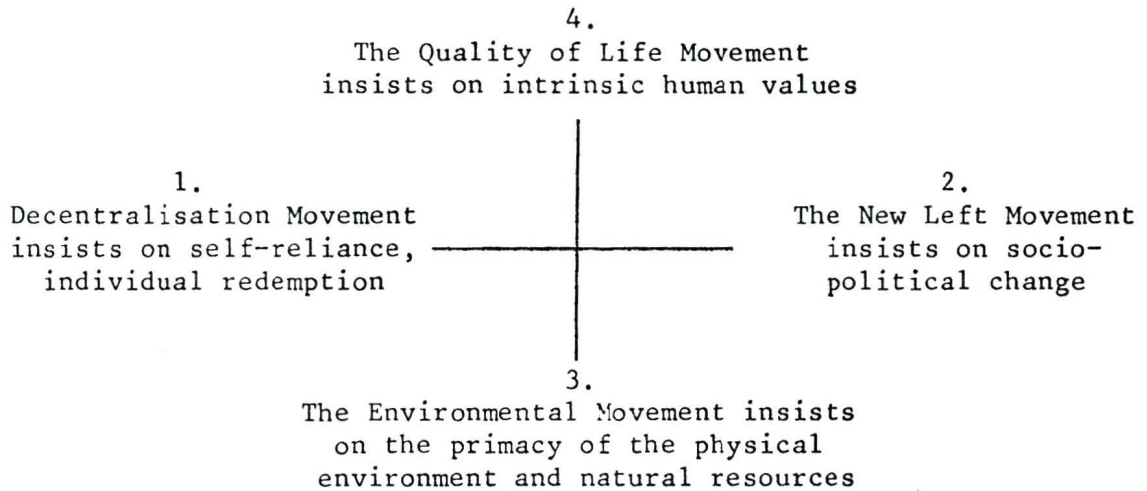 4.
The Quality of Life Movement
insists on intrinsic human values
1.
Decentralisation Movement
insists on self-reliance,
individual redemption
2.
The New Left Movement
insists on socio-
political change
3.
The Environmental Movement insists
on the primacy of the physical
environment and natural resources